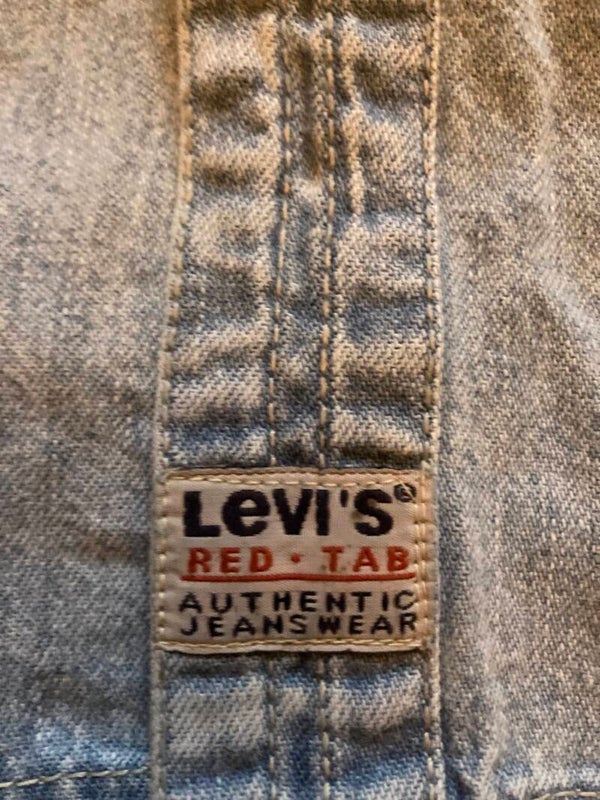 Levi's®
RED • TAB
AUTHENTIC
JEANSWEAR